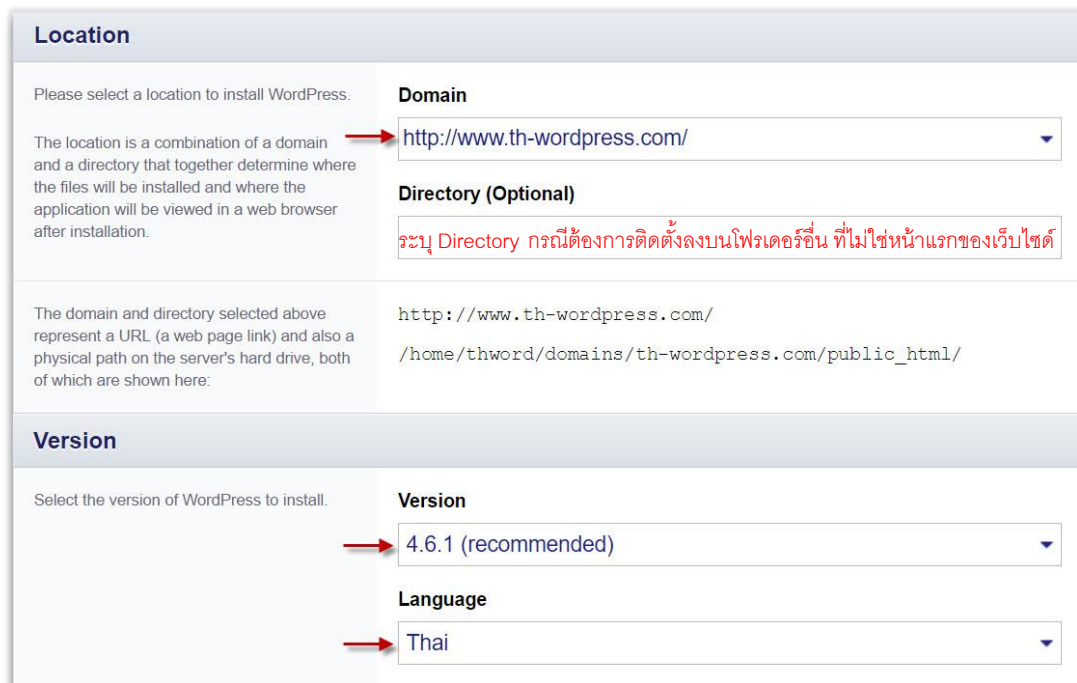 Location
Please select a location to install WordPress.
The location is a combination of a domain
and a directory that together determine where
the files will be installed and where the
application will be viewed in a web browser
after installation.
Domain
http://www.th-wordpress.com/
Directory (Optional)
ระบุ Directory กรณีต้องการติดตั้งลงบนโฟรเดอร์อื่น ที่ไม่ใช่หน้าแรกของเว็บไซด์
The domain and directory selected above
represent a URL (a web page link) and also a
physical path on the server's hard drive, both
of which are shown here:
http://www.th-wordpress.com/
/home/thword/domains/th-wordpress.com/public_html/
Version
Select the version of WordPress to install.
Version
4.6.1 (recommended)
Language
Thai